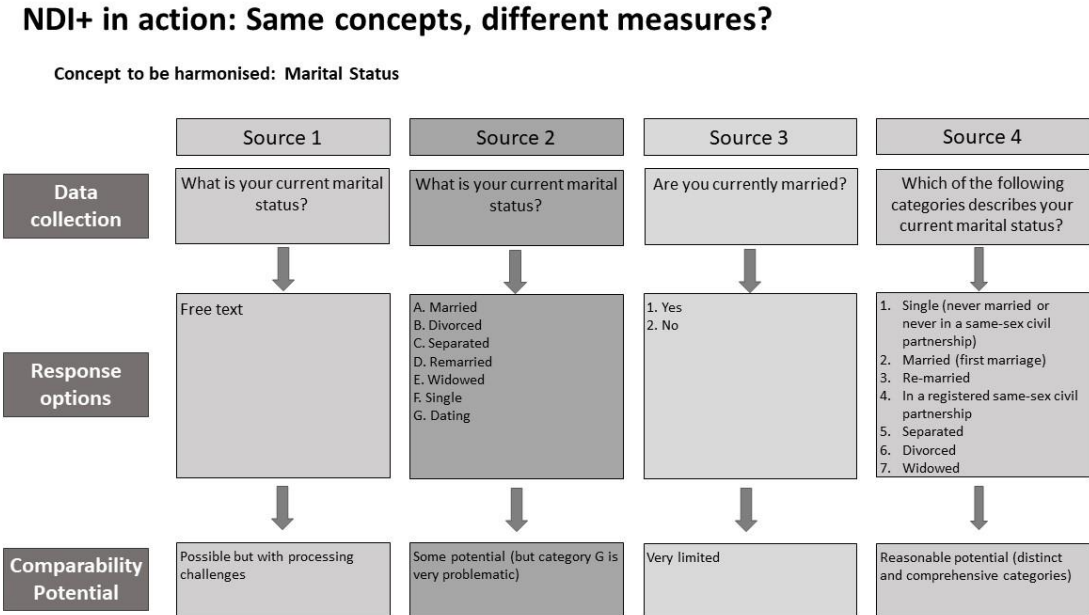 NDI+ in action: Same concepts, different measures?
Concept to be harmonised: Marital Status
Source 1
Source 2
Source 3
Source 4
Data
collection
What is your current marital
status?
What is your current marital
status?
Are you currently married?
Which of the following
categories describes your
current marital status?
Response
options
Free text
A. Married
B. Divorced
C. Separated
D. Remarried
E. Widowed
F. Single
G. Dating
1. Yes
2. No
1. Single (never married or
never in a same-sex civil
partnership)
2. Married (first marriage)
3. Re-married
4. In a registered same-sex civil
partnership
5. Separated
6. Divorced
7. Widowed
Comparability
Potential
Possible but with processing
challenges
Some potential (but category G is
very problematic)
Very limited
Reasonable potential (distinct
and comprehensive categories)